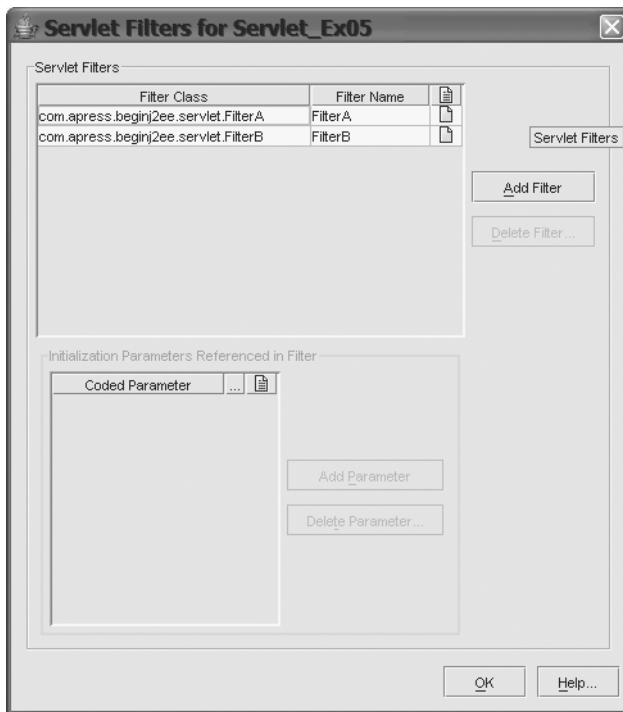 Servlet Filters for Servlet_Ex05
Servlet Filters
Filter Class Filter Name
com.apress.beginj2ee.servlet.FilterA FilterA
com.apress.beginj2ee.servlet.FilterB FilterB
Servlet Filters
Add Filter
Delete Filter...
Initialization Parameters Referenced in Filter
Coded Parameter ...
Add Parameter
Delete Parameter...
OK Help...